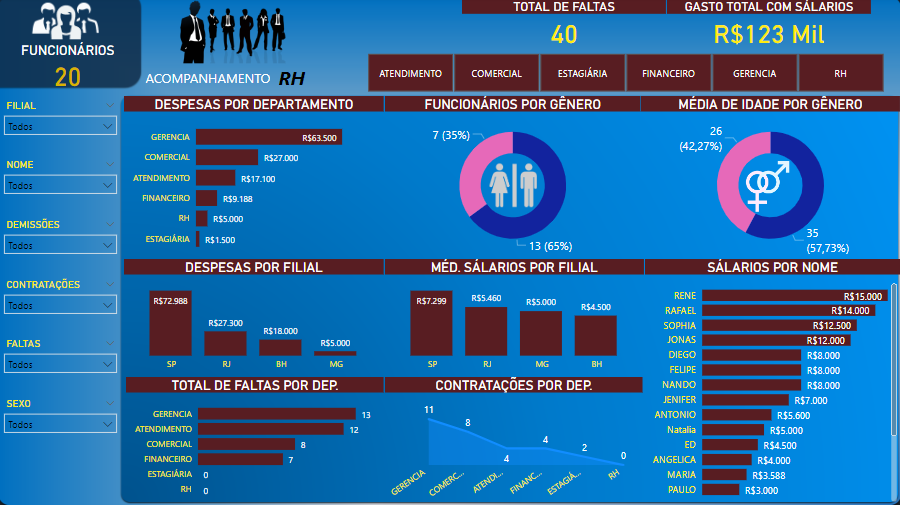 FUNCIONÁRIOS
20
ACOMPANHAMENTO RH
TOTAL DE FALTAS
40
GASTO TOTAL COM SÁLARIOS
R$123 Mil
ATENDIMENTO
COMERCIAL
ESTAGIÁRIA
FINANCEIRO
GERENCIA
RH
FILIAL
Todos
NOME
Todos
DEMISSÕES
Todos
CONTRATAÇÕES
Todos
FALTAS
Todos
SEXO
Todos
DESPESAS POR DEPARTAMENTO
GERENCIA R$63.500
COMERCIAL R$27.000
ATENDIMENTO R$17.100
FINANCEIRO R$9.188
RH R$5.000
ESTAGIÁRIA R$1.500
FUNCIONÁRIOS POR GÊNERO
7 (35%)
13 (65%)
MÉDIA DE IDADE POR GÊNERO
26
(42,27%)
35
(57,73%)
DESPESAS POR FILIAL
R$72.988
R$27.300
R$18.000
R$5.000
SP RJ BH MG
MÉD. SÁLARIOS POR FILIAL
R$7.299
R$5.460
R$5.000
R$4.500
SP RJ MG BH
SÁLARIOS POR NOME
RENE R$15.000
RAFAEL R$14.000
SOPHIA R$12.500
JONAS R$12.000
DIEGO R$8.000
FELIPE R$8.000
NANDO R$8.000
JENIFER R$7.000
ANTONIO R$5.600
Natalia R$5.000
ED R$4.500
ANGELICA R$4.000
MARIA R$3.588
PAULO R$3.000
TOTAL DE FALTAS POR DEP.
GERENCIA 13
ATENDIMENTO 12
COMERCIAL 8
FINANCEIRO 7
ESTAGIÁRIA 0
RH 0
CONTRATAÇÕES POR DEP.
11
8
4
4
2
0
GERENCIA
COMERC...
ATENDI...
FINANC...
ESTAGIÁ...
RH